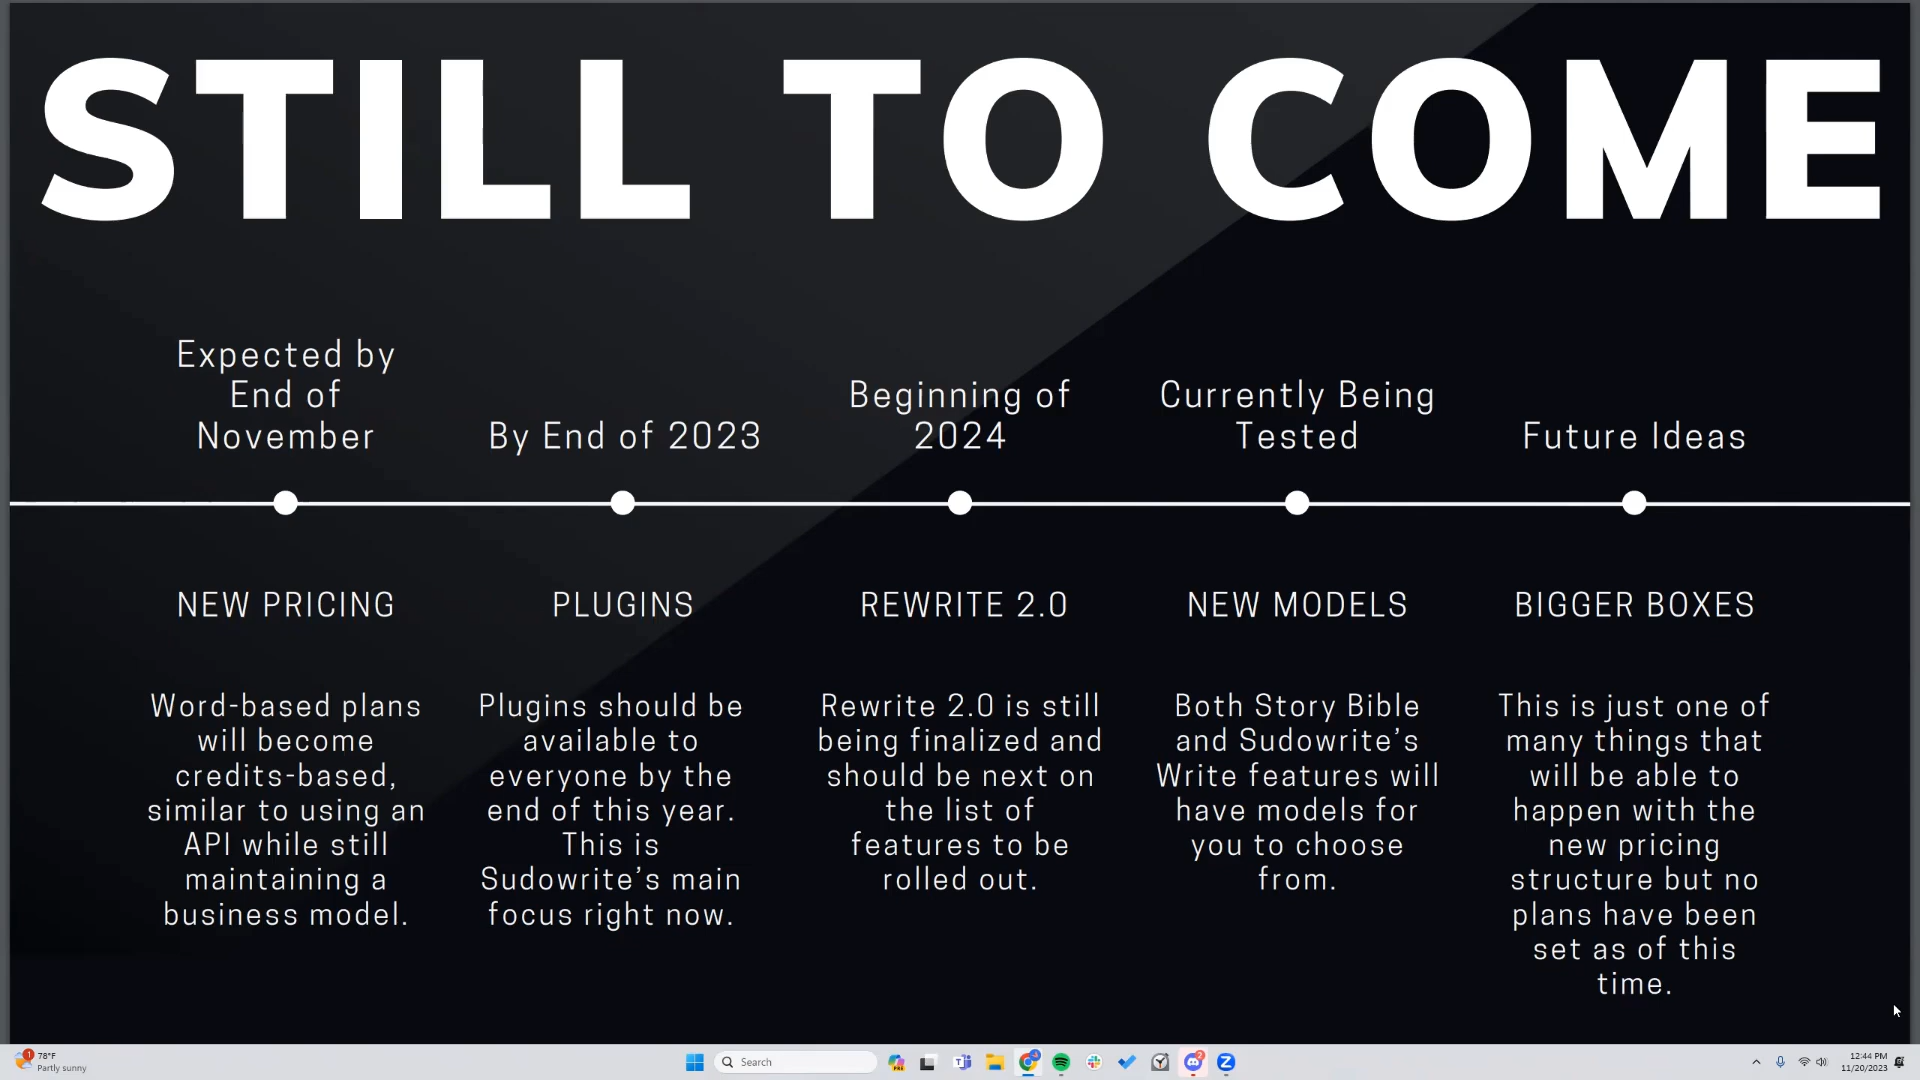 STILL TO COME
Expected by
End of
November
By End of 2023
Beginning of
2024
Currently Being
Tested
Future Ideas
NEW PRICING
PLUGINS
REWRITE 2.0
NEW MODELS
BIGGER BOXES
Word-based plans
will become
credits-based,
similar to using an
API while still
maintaining a
business model.
Plugins should be
available to
everyone by the
end of this year.
This is
Sudowrite’s main
focus right now.
Rewrite 2.0 is still
being finalized and
should be next on
the list of
features to be
rolled out.
Both Story Bible
and Sudowrite’s
Write features will
have models for
you to choose
from.
This is just one of
many things that
will be able to
happen with the
new pricing
structure but no
plans have been
set as of this
time.
1
78°F
Partly sunny
Search
PRE
2
12:44 PM
11/20/2023